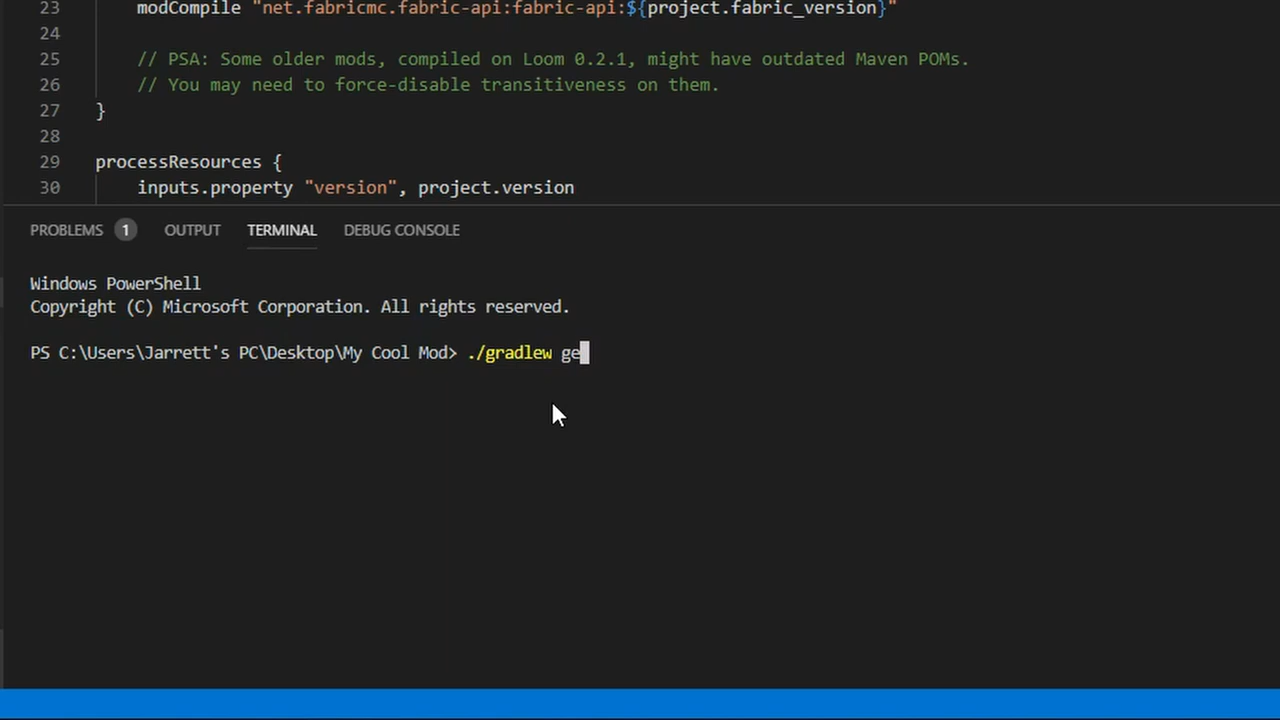 23 modCompile "net.fabricmc.fabric-api:fabric-api:${project.fabric_version}"
24
25 // PSA: Some older mods, compiled on Loom 0.2.1, might have outdated Maven POMs.
26 // You may need to force-disable transitiveness on them.
27 }
28
29 processResources {
30 inputs.property "version", project.version
PROBLEMS 1 OUTPUT TERMINAL DEBUG CONSOLE
Windows PowerShell
Copyright (C) Microsoft Corporation. All rights reserved.
PS C:\Users\Jarrett's PC\Desktop\My Cool Mod> ./gradlew ge